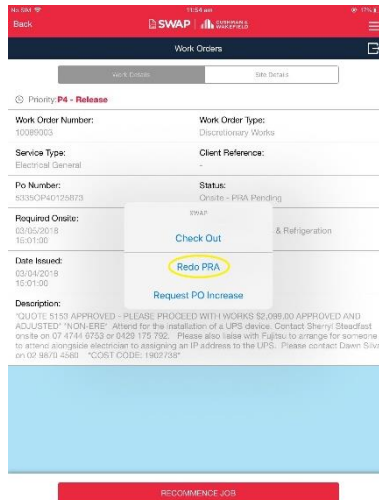 No SIM 11:54 am 17%
Back SWAP CUSHMAN & WAKEFIELD
Work Orders
Work Details Site Details
Priority: P4 - Release
Work Order Number: Work Order Type:
10089003 Discretionary Works
Service Type: Client Reference:
Electrical General -
Po Number: Status:
533SOP40125873 Onsite - PRA Pending
Required Onsite:
03/05/2018 & Refrigeration
15:01:00
Date Issued:
03/04/2018
15:01:00
SWAP
Check Out
Redo PRA
Request PO Increase
Description:
"QUOTE 5150 APPROVED - PLEASE PROCEED WITH WORKS $2,098.00 APPROVED AND
ADJUSTED" "NON-ERE" Attend for the installation of a UPS device. Contact Sherryl Steadfast
onsite on 07 4744 6753 or 0429 175 792. Please also liaise with Fujitsu to arrange for someone
to attend alongside electrician to assigning an IP address to the UPS. Please contact Dawn Silv
on 02 9870 4560 "COST CODE: 1902738"
RECOMMENCE JOB